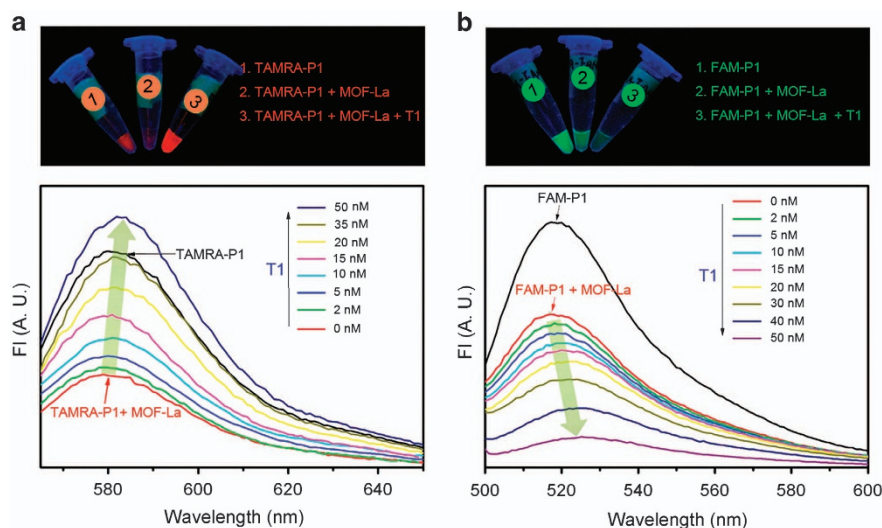 a
1
2
3
1. TAMRA-P1
2. TAMRA-P1 + MOF-La
3. TAMRA-P1 + MOF-La + T1
FI (A. U.)
50 nM
35 nM
20 nM
15 nM
10 nM
5 nM
2 nM
0 nM
T1
TAMRA-P1
TAMRA-P1+ MOF-La
580
600
620
640
Wavelength (nm)
b
1
2
3
1. FAM-P1
2. FAM-P1 + MOF-La
3. FAM-P1 + MOF-La + T1
FI (A. U.)
FAM-P1
FAM-P1 + MOF-La
0 nM
2 nM
5 nM
10 nM
15 nM
20 nM
30 nM
40 nM
50 nM
T1
500
520
540
560
580
600
Wavelength (nm)